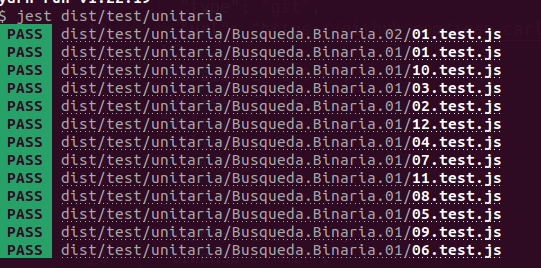 $ jest dist/test/unitaria
PASS dist/test/unitaria/Busqueda.Binaria.02/01.test.js
PASS dist/test/unitaria/Busqueda.Binaria.01/01.test.js
PASS dist/test/unitaria/Busqueda.Binaria.01/10.test.js
PASS dist/test/unitaria/Busqueda.Binaria.01/03.test.js
PASS dist/test/unitaria/Busqueda.Binaria.01/02.test.js
PASS dist/test/unitaria/Busqueda.Binaria.01/12.test.js
PASS dist/test/unitaria/Busqueda.Binaria.01/04.test.js
PASS dist/test/unitaria/Busqueda.Binaria.01/07.test.js
PASS dist/test/unitaria/Busqueda.Binaria.01/11.test.js
PASS dist/test/unitaria/Busqueda.Binaria.01/08.test.js
PASS dist/test/unitaria/Busqueda.Binaria.01/05.test.js
PASS dist/test/unitaria/Busqueda.Binaria.01/09.test.js
PASS dist/test/unitaria/Busqueda.Binaria.01/06.test.js